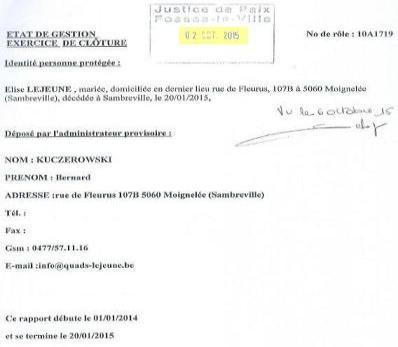 Justice de Paix
Fosses-la-Ville
02 OCT. 2015
ETAT DE GESTION
EXERCICE DE CLÔTURE
No de rôle : 10A1719
Identité personne protégée :
Elise LEJEUNE , mariée, domiciliée en dernier lieu rue de Fleurus, 107B à 5060 Moignelée
(Sambreville), décédée à Sambreville, le 20/01/2015,
Vu le 6 octobre 15
Déposé par l'administrateur provisoire :
NOM : KUCZEROWSKI
PRENOM : Bernard
ADRESSE :rue de Fleurus 107B 5060 Moignelée (Sambreville)
Tél. :
Fax :
Gsm : 0477/57.11.16
E-mail :info@quads-lejeune.be
Ce rapport débute le 01/01/2014
et se termine le 20/01/2015